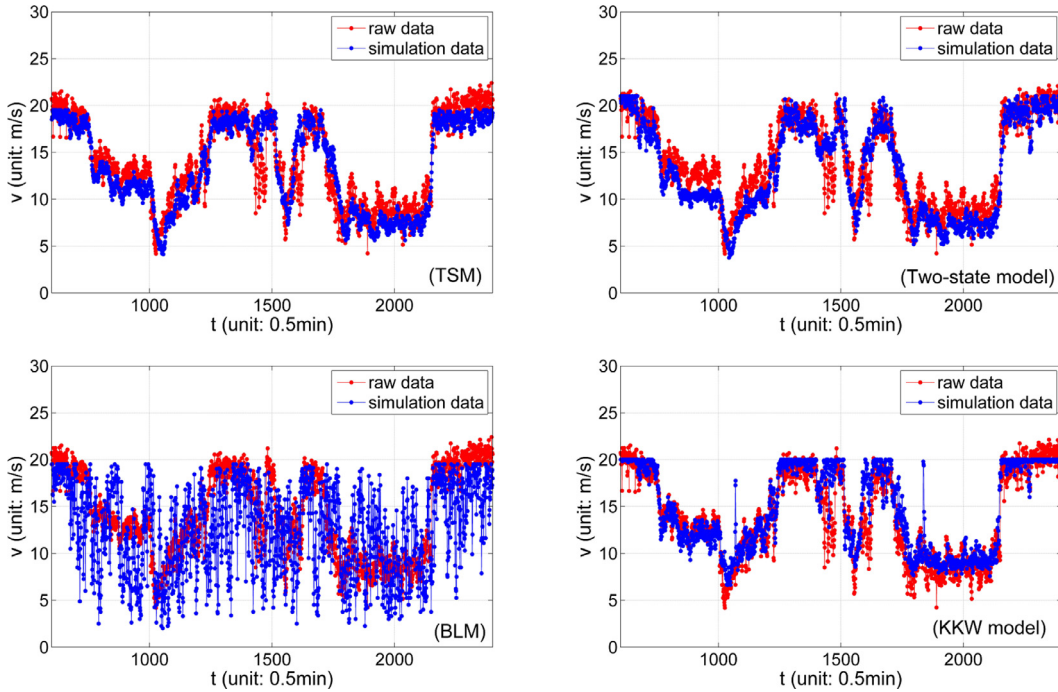 30
25
20
15
10
5
0
v (unit: m/s)
raw data
simulation data
(TSM)
1000
1500
2000
t (unit: 0.5min)
30
25
20
15
10
5
0
v (unit: m/s)
raw data
simulation data
(Two-state model)
1000
1500
2000
t (unit: 0.5min)
30
25
20
15
10
5
0
v (unit: m/s)
raw data
simulation data
(BLM)
1000
1500
2000
t (unit: 0.5min)
30
25
20
15
10
5
0
v (unit: m/s)
raw data
simulation data
(KKW model)
1000
1500
2000
t (unit: 0.5min)